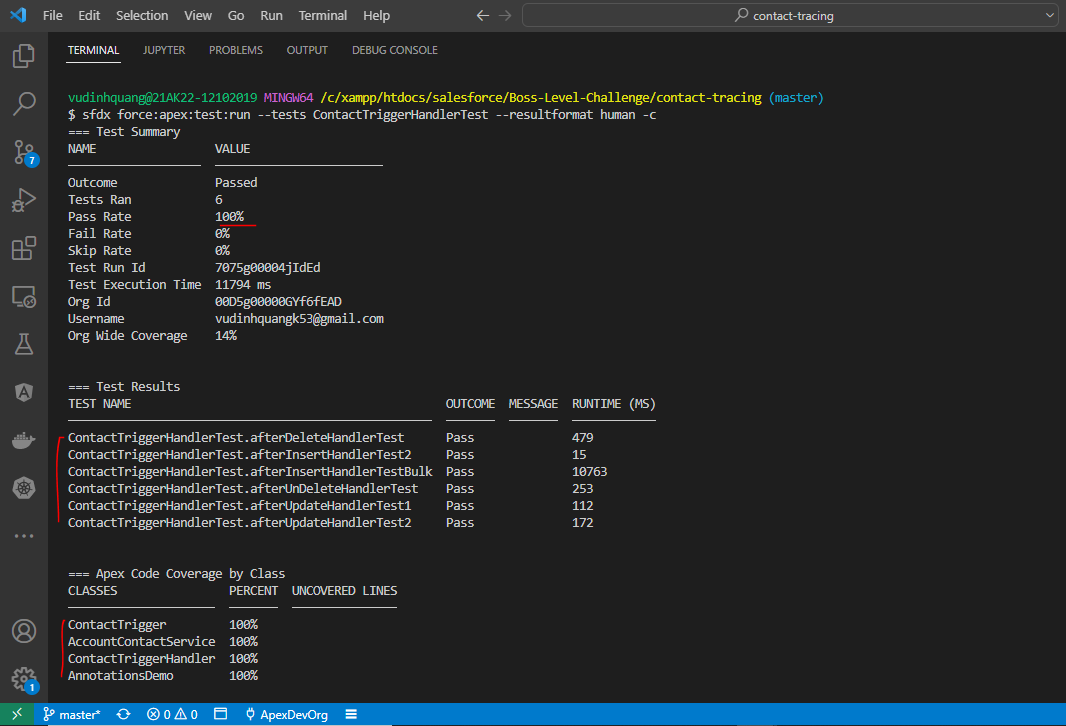 File Edit Selection View Go Run Terminal Help contact-tracing
TERMINAL JUPYTER PROBLEMS OUTPUT DEBUG CONSOLE
vudinhquang@21AK22-12102019 MINGW64 /c/xampp/htdocs/salesforce/Boss-Level-Challenge/contact-tracing (master)
$ sfdx force:apex:test:run --tests ContactTriggerHandlerTest --resultformat human -c
=== Test Summary
NAME VALUE
Outcome Passed
Tests Ran 6
Pass Rate 100%
Fail Rate 0%
Skip Rate 0%
Test Run Id 7075g00004jIdEd
Test Execution Time 11794 ms
Org Id 00D5g00000GYf6fEAD
Username vudinhquangk53@gmail.com
Org Wide Coverage 14%
=== Test Results
TEST NAME OUTCOME MESSAGE RUNTIME (MS)
ContactTriggerHandlerTest.afterDeleteHandlerTest Pass 479
ContactTriggerHandlerTest.afterInsertHandlerTest2 Pass 15
ContactTriggerHandlerTest.afterInsertHandlerTestBulk Pass 10763
ContactTriggerHandlerTest.afterUnDeleteHandlerTest Pass 253
ContactTriggerHandlerTest.afterUpdateHandlerTest1 Pass 112
ContactTriggerHandlerTest.afterUpdateHandlerTest2 Pass 172
=== Apex Code Coverage by Class
CLASSES PERCENT UNCOVERED LINES
ContactTrigger 100%
AccountContactService 100%
ContactTriggerHandler 100%
AnnotationsDemo 100%
7
1
master* 0 0 ApexDevOrg